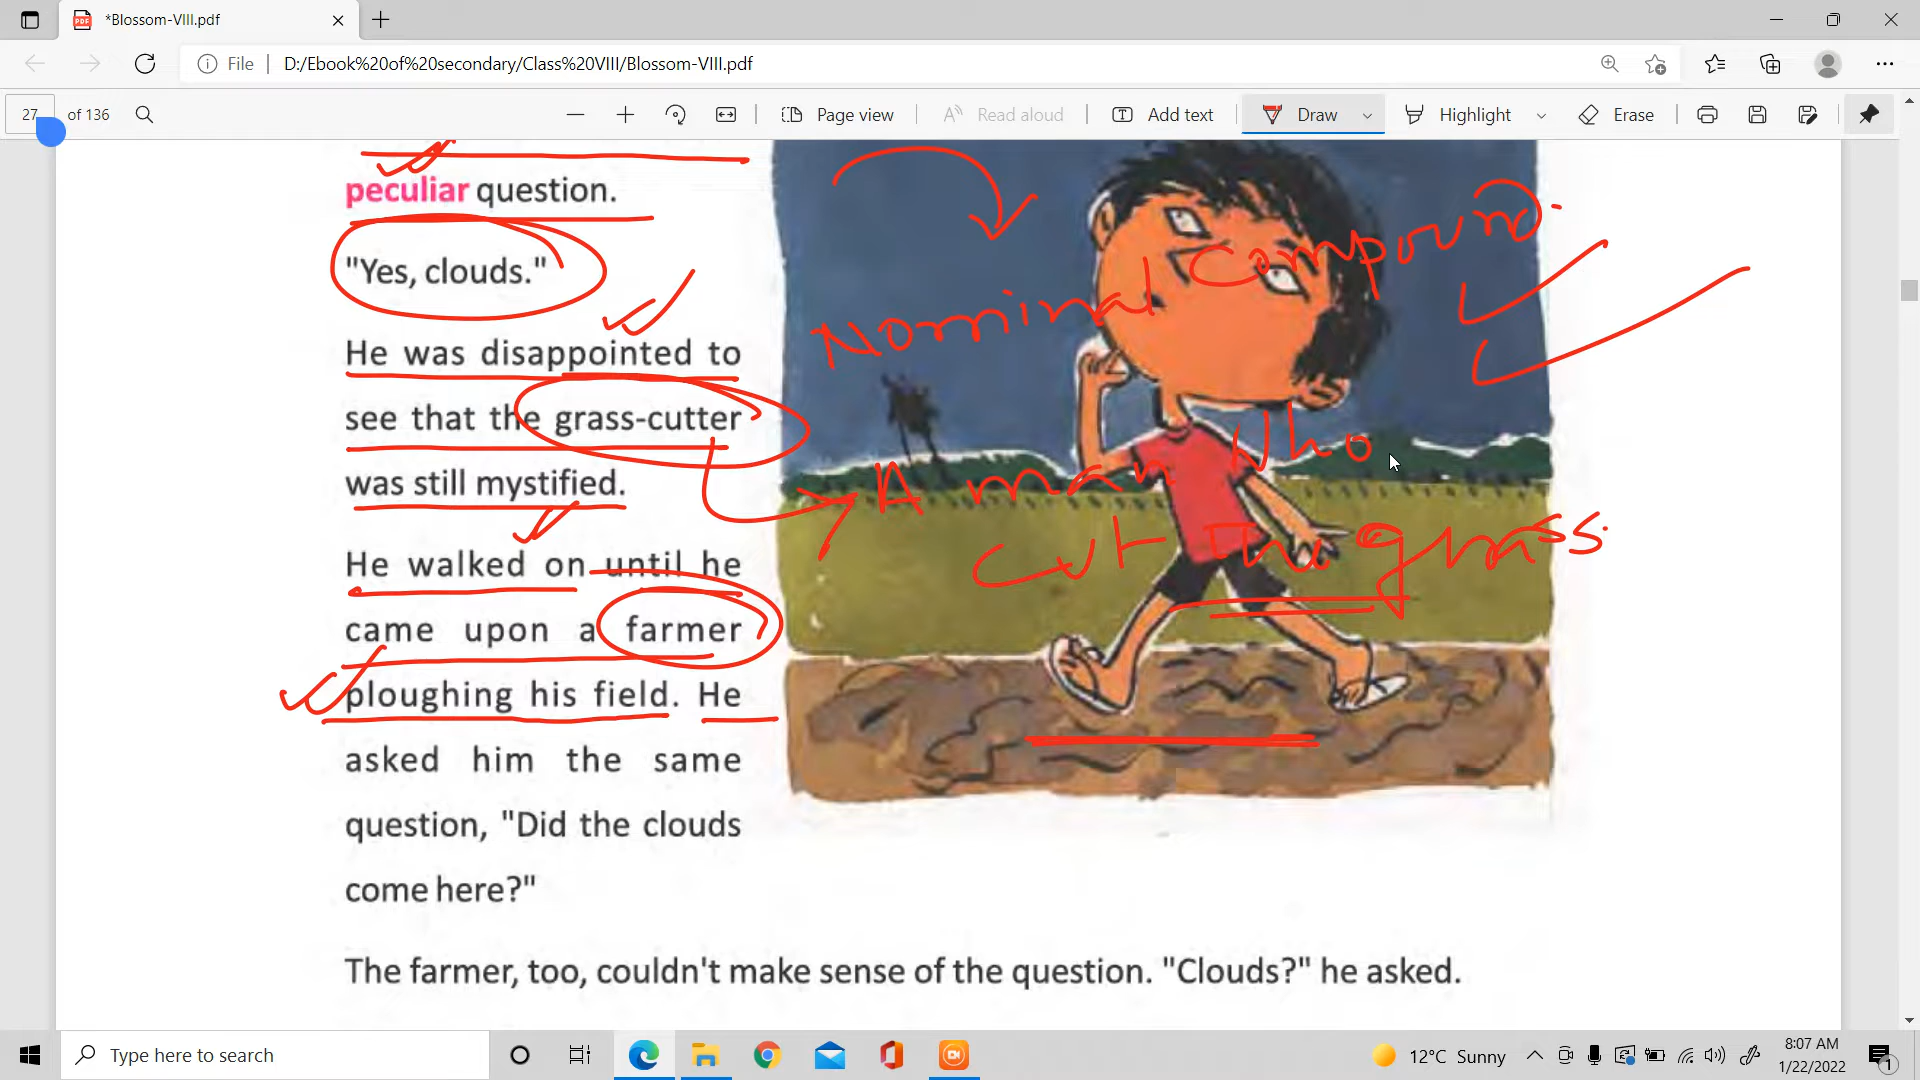 *Blossom-VIII.pdf
File
D:/Ebook%20of%20secondary/Class%20VIII/Blossom-VIII.pdf
27 of 136
Page view
Read aloud
Add text
Draw
Highlight
Erase
peculiar question.
"Yes, clouds."
He was disappointed to
see that the grass-cutter
was still mystified.
He walked on until he
came upon a farmer
ploughing his field. He
asked him the same
question, "Did the clouds
come here?"
Nominal Compound.
A man who
cut the grass.
The farmer, too, couldn't make sense of the question. "Clouds?" he asked.
Type here to search
12°C Sunny
8:07 AM
1/22/2022
1